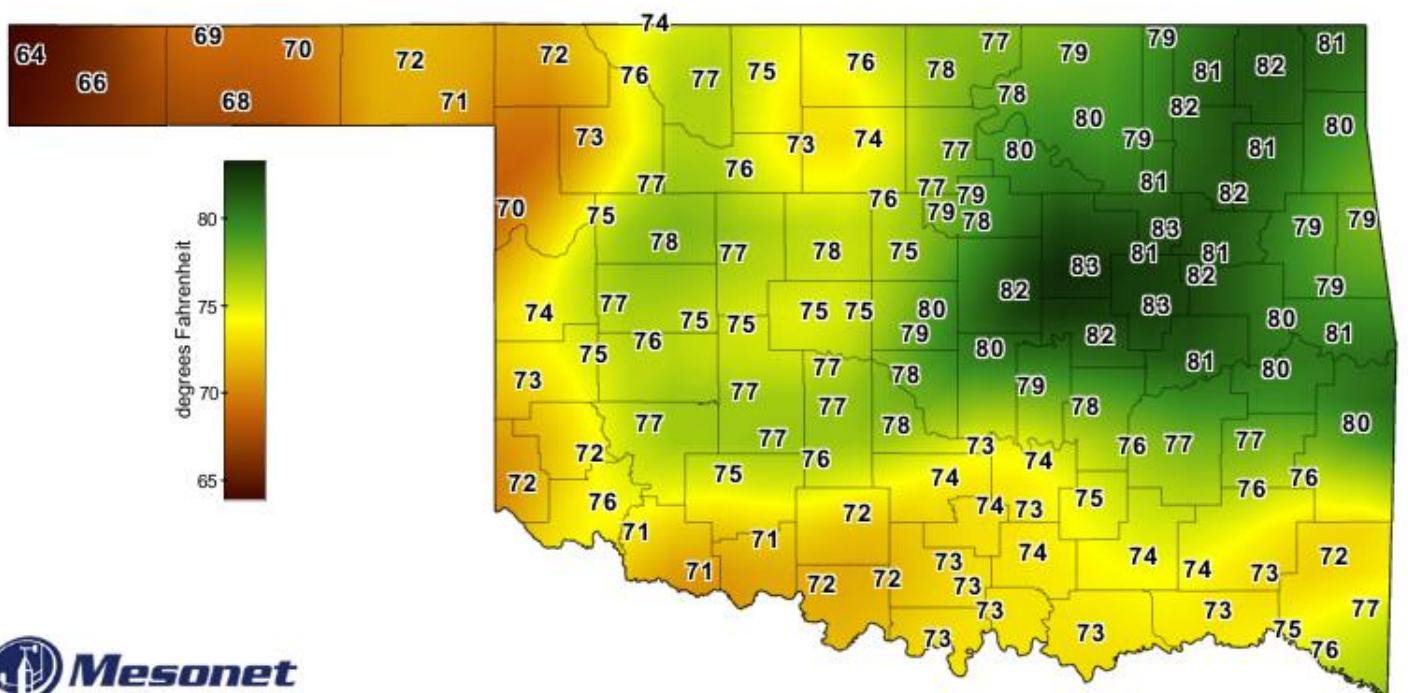 74
69 77 79 79 81
64 70 72 72 76 82
66 76 77 75 78 81
68 71 78 82
80
73 74 79 80
73 77 80 81
76
77 81
70 75 76 77 79 82
79 78 79 79
78 77 78 75 83
81 81
83 82
82 79
80
74 77 75 75 80 83 80
75 75 79 81
76 82
75 80
77 81 80
73 78
77 79
77 78
77 78 80
77 73 76 77 77
72 76 74
72 75 74 76 76
76 72 74 73 75
71 71
74 74 72
71 72 72 73 73 74 73
73 73 77
73 73 75
76
degrees Fahrenheit
80
75
70
65
Mesonet